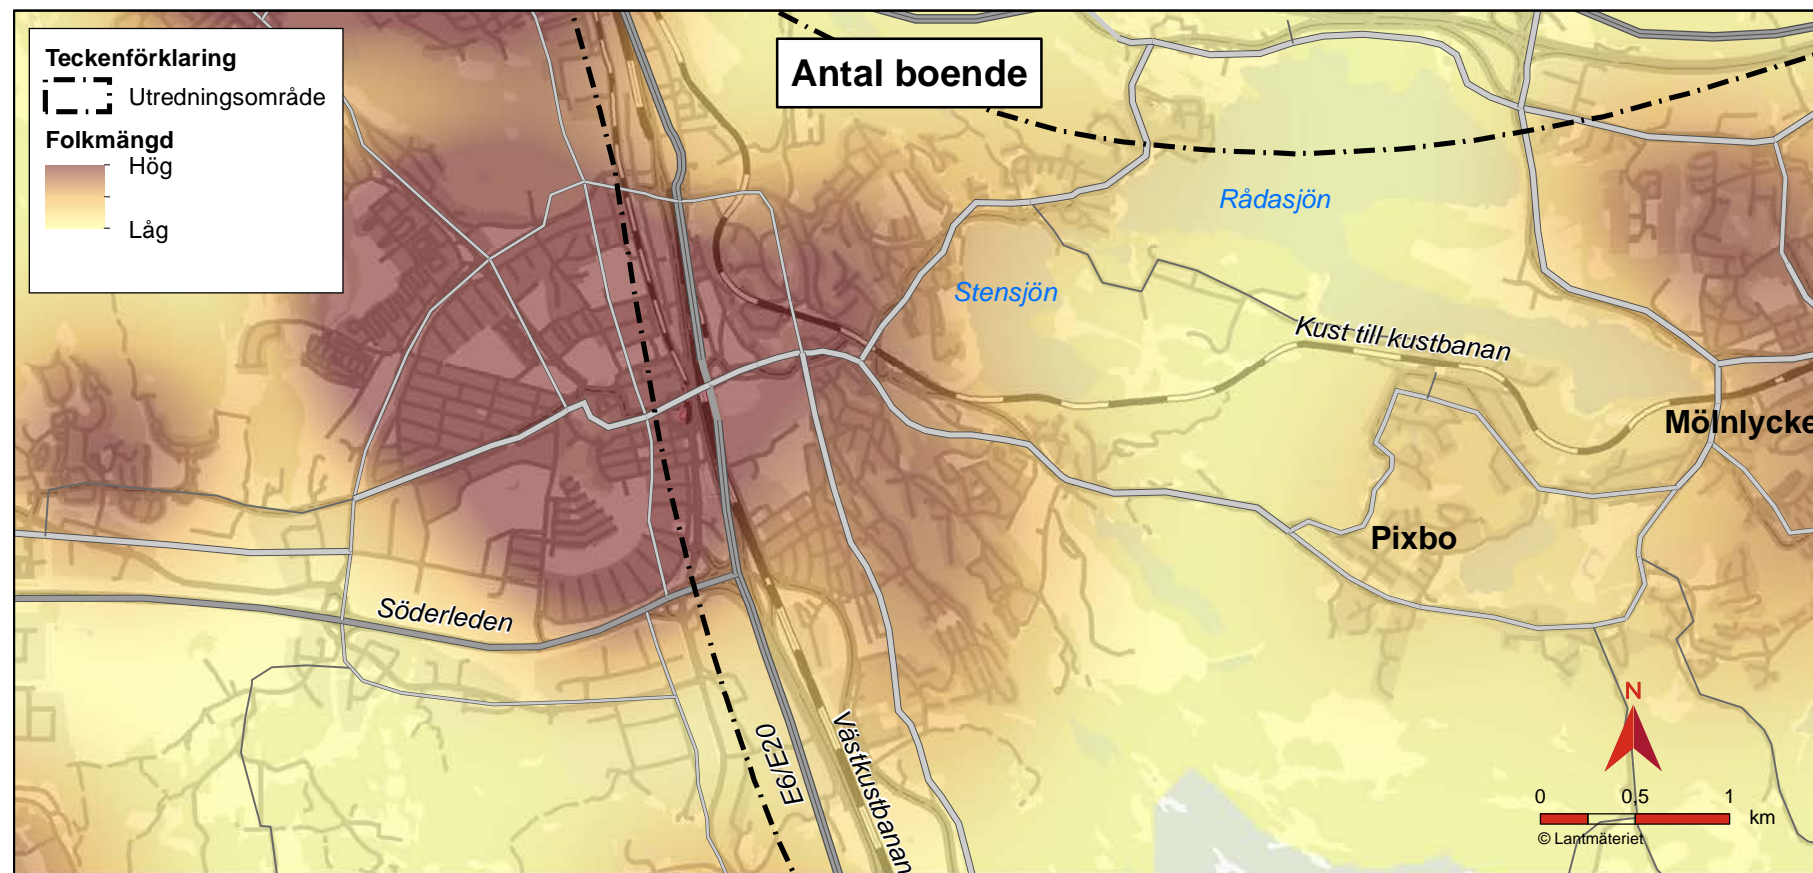 Teckenförklaring
Utredningsområde
Folkmängd
Hög
Låg
Antal boende
Rådasjön
Stensjön
Kust till kustbanan
Mölnlycke
Pixbo
Söderleden
E6/E20
Västkustbanan
N
0 0,5 1
km
© Lantmäteriet